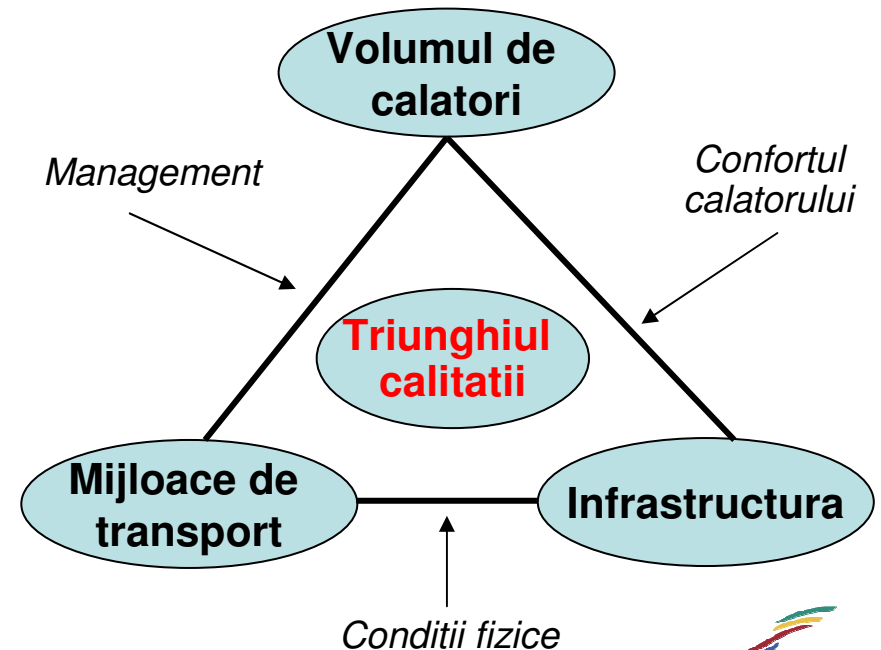 Volumul de
calatori
Management
Confortul
calatorului
Triunghiul
calitatii
Mijloace de
transport
Infrastructura
Conditii fizice